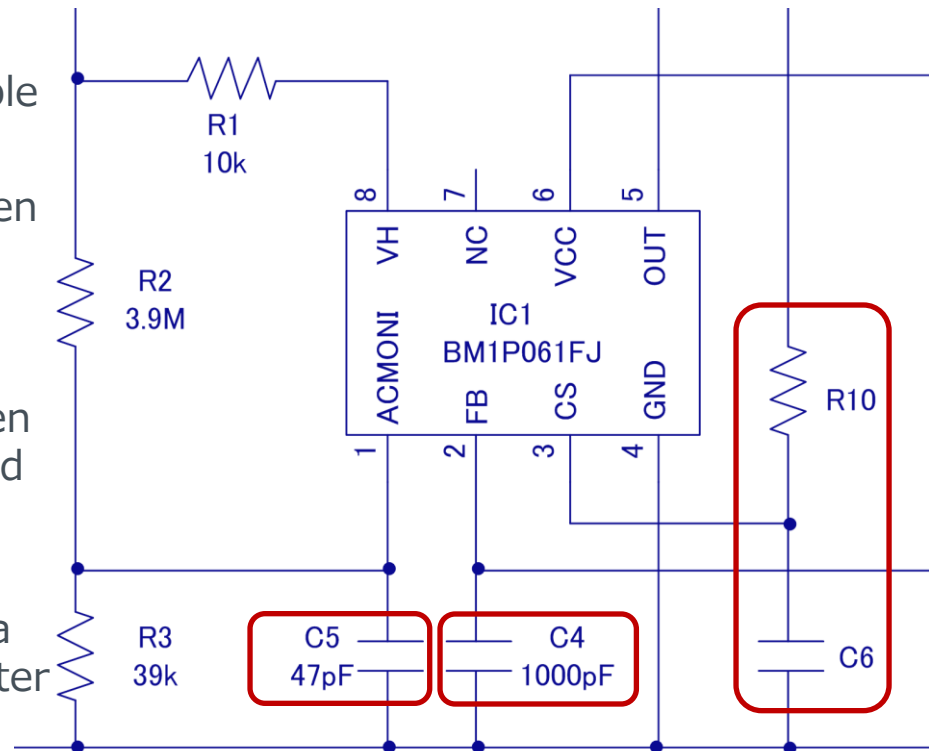 ole
en
en
d
a
ter
R1
10k
R2
3.9M
8
7
6
5
VH
NC
VCC
OUT
IC1
BM1P061FJ
ACMONI
FB
CS
GND
1
2
3
4
R10
R3
39k
C5
47pF
C4
1000pF
C6